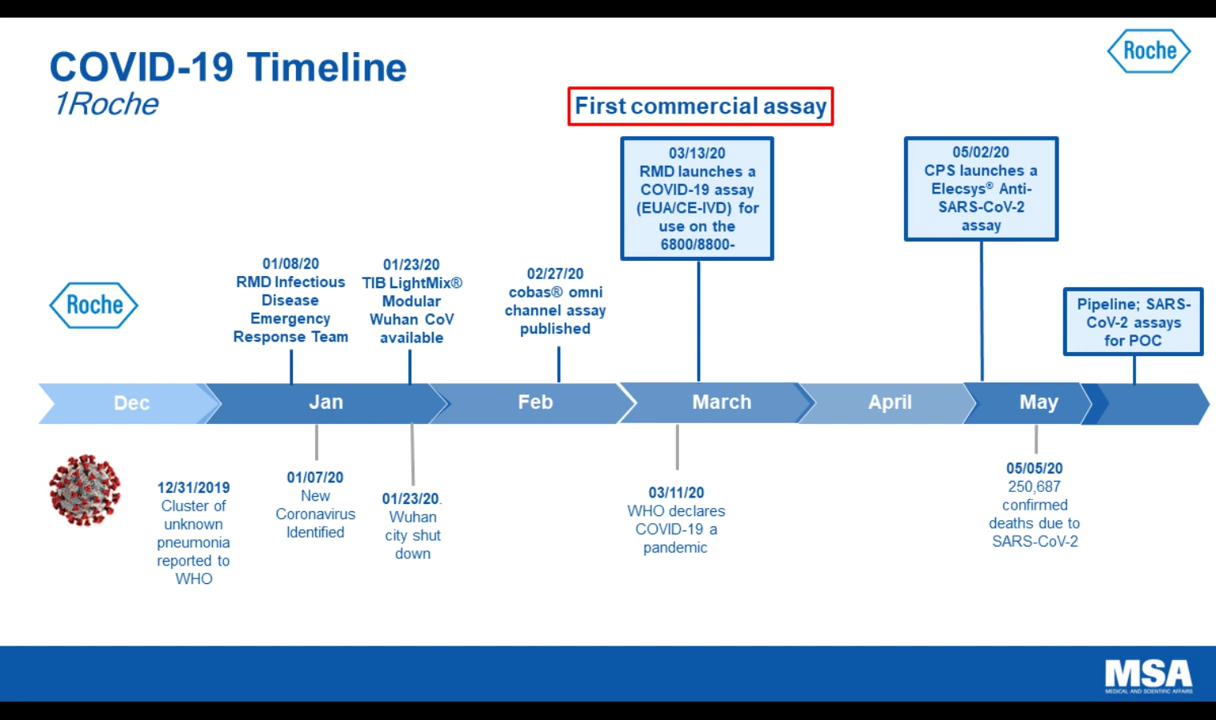 COVID-19 Timeline
1Roche
Roche
First commercial assay
03/13/20
RMD launches a
COVID-19 assay
(EUA/CE-IVD) for
use on the
6800/8800-
05/02/20
CPS launches a
Elecsys® Anti-
SARS-CoV-2
assay
Roche
01/08/20
RMD Infectious
Disease
Emergency
Response Team
01/23/20
TIB LightMix®
Modular
Wuhan CoV
available
02/27/20
cobas® omni
channel assay
published
Pipeline; SARS-
CoV-2 assays
for POC
Dec
Jan
Feb
March
April
May
12/31/2019
Cluster of
unknown
pneumonia
reported to
WHO
01/07/20
New
Coronavirus
Identified
01/23/20.
Wuhan
city shut
down
03/11/20
WHO declares
COVID-19 a
pandemic
05/05/20
250,687
confirmed
deaths due to
SARS-CoV-2
MSA
MEDICAL AND SCIENTIFIC AFFAIRS